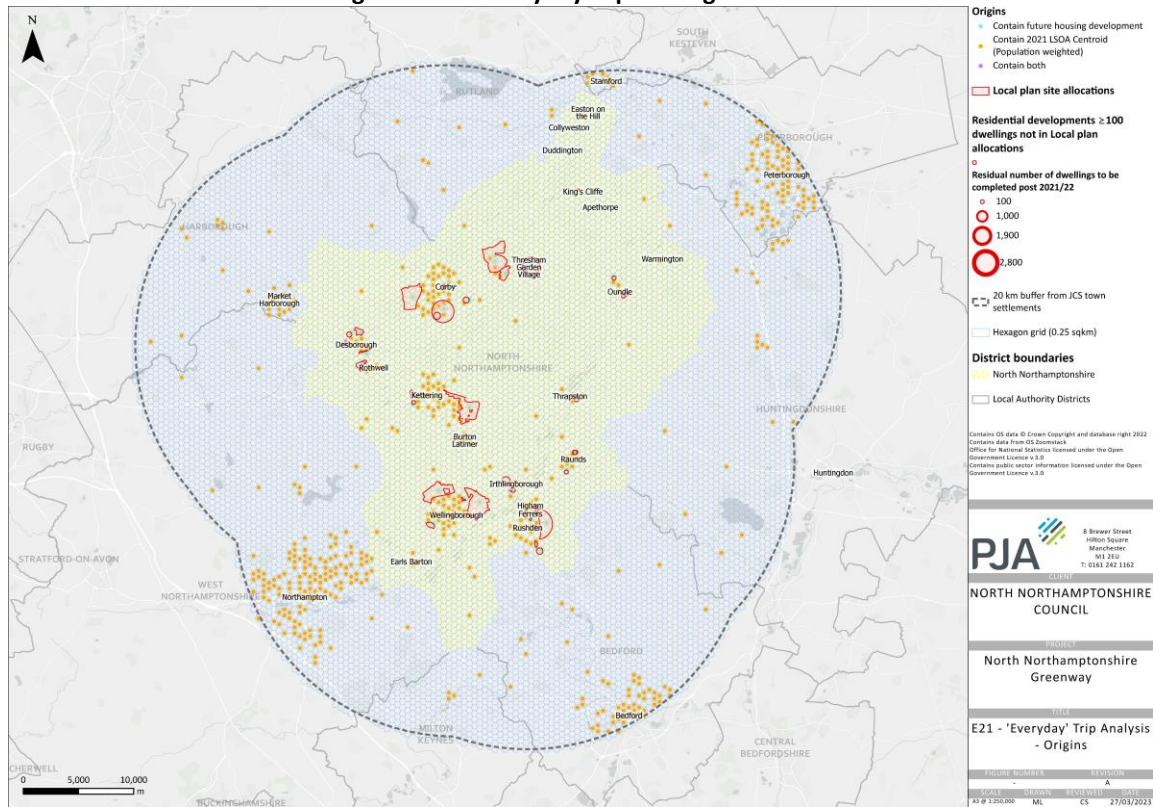 N
SOUTH
KESTEVEN
Stamford
RUTLAND
Easton on
the Hill
Collyweston
Duddington
PETERBOROUGH
Peterborough
King's Cliffe
Apethorpe
HARBOROUGH
Warmington
Thresham
Garden
Village
Corby
Oundle
Market
Harborough
Desborough
Rothwell
NORTH
NORTHAMPTONSHIRE
Kettering
Thrapston
HUNTINGDONSHIRE
Burton
Latimer
RUGBY
Raunds
Huntingdon
Irthlingborough
Higham
Ferrers
Wellingborough
Rushden
STRATFORD-ON-AVON
Earls Barton
WEST
NORTHAMPTONSHIRE
Northampton
BEDFORD
Bedford
MILTON
KEYNES
CENTRAL
BEDFORDSHIRE
CHERWELL
BUCKINGHAMSHIRE
0 5,000 10,000
m
Origins
Contain future housing development
Contain 2021 LSOA Centroid
(Population weighted)
Contain both
Local plan site allocations
Residential developments ≥100
dwellings not in Local plan
allocations
Residual number of dwellings to be
completed post 2021/22
100
1,000
1,900
2,800
20 km buffer from JCS town
settlements
Hexagon grid (0.25 sqkm)
District boundaries
North Northamptonshire
Local Authority Districts
Contains OS data © Crown Copyright and database right 2022
Contains data from OS Zoomstack
Office for National Statistics licensed under the Open
Government Licence v.3.0
Contains public sector information licensed under the Open
Government Licence v.3.0
PJA
8 Brewer Street
Hilton Square
Manchester
M1 2EU
T: 0161 242 1162
CLIENT
NORTH NORTHAMPTONSHIRE
COUNCIL
PROJECT
North Northamptonshire
Greenway
TITLE
E21 - 'Everyday' Trip Analysis
- Origins
FIGURE NUMBER REVISION
- A
SCALE DRAWN REVIEWED DATE
A3 @ 1:250,000 ML CS 27/03/2023